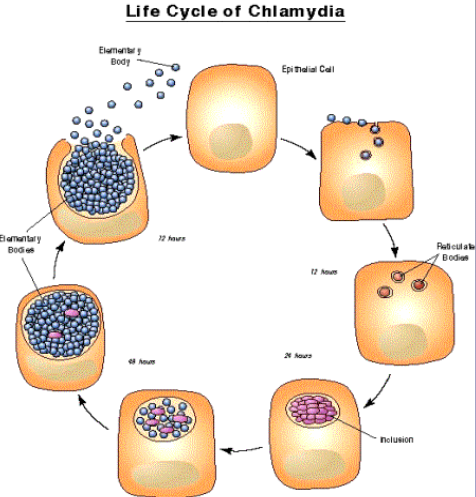 Life Cycle of Chlamydia
Elementary
Body
Epithelial Cell
Elementary
Bodies
72 hours
Reticulate
Bodies
12 hours
48 hours
24 hours
Inclusion